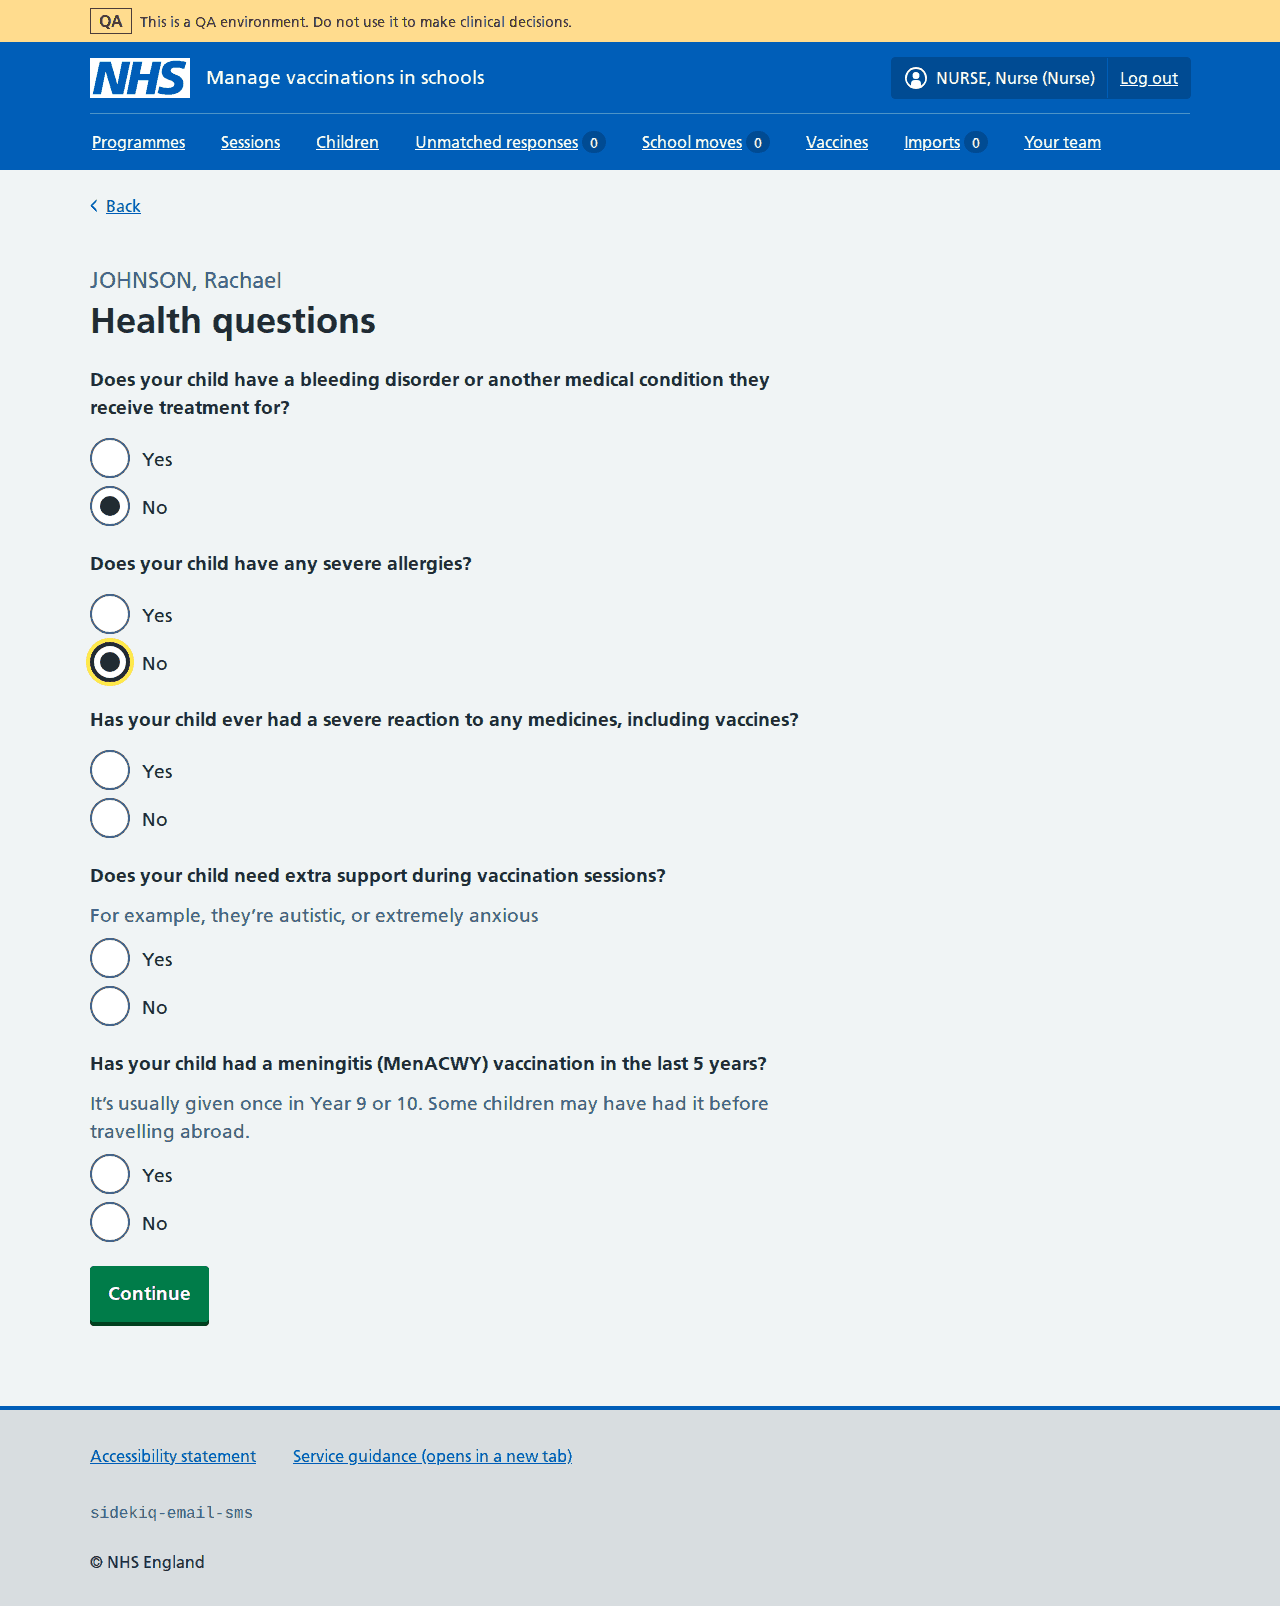 QA This is a QA environment. Do not use it to make clinical decisions.
NHS Manage vaccinations in schools NURSE, Nurse (Nurse) Log out
Programmes Sessions Children Unmatched responses 0 School moves 0 Vaccines Imports 0 Your team
Back
JOHNSON, Rachael
Health questions
Does your child have a bleeding disorder or another medical condition they
receive treatment for?
Yes
No
Does your child have any severe allergies?
Yes
No
Has your child ever had a severe reaction to any medicines, including vaccines?
Yes
No
Does your child need extra support during vaccination sessions?
For example, they’re autistic, or extremely anxious
Yes
No
Has your child had a meningitis (MenACWY) vaccination in the last 5 years?
It’s usually given once in Year 9 or 10. Some children may have had it before
travelling abroad.
Yes
No
Continue
Accessibility statement Service guidance (opens in a new tab)
sidekiq-email-sms
© NHS England